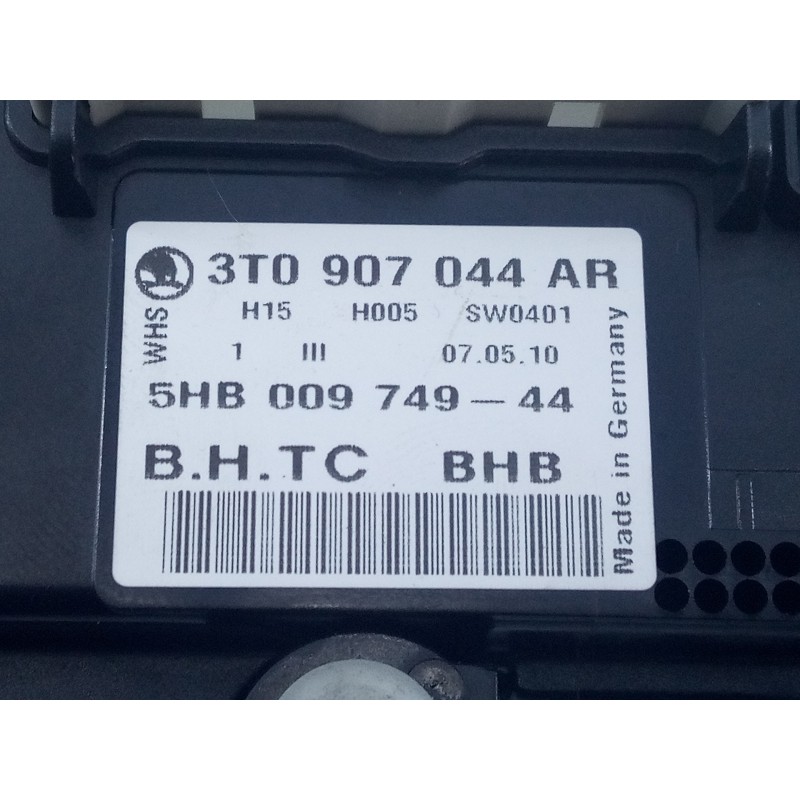 3T0 907 044 AR
H15 H005 SW0401
WHS
1 III 07.05.10
5HB 009 749-44
B.H.TC BHB
Made in Germany